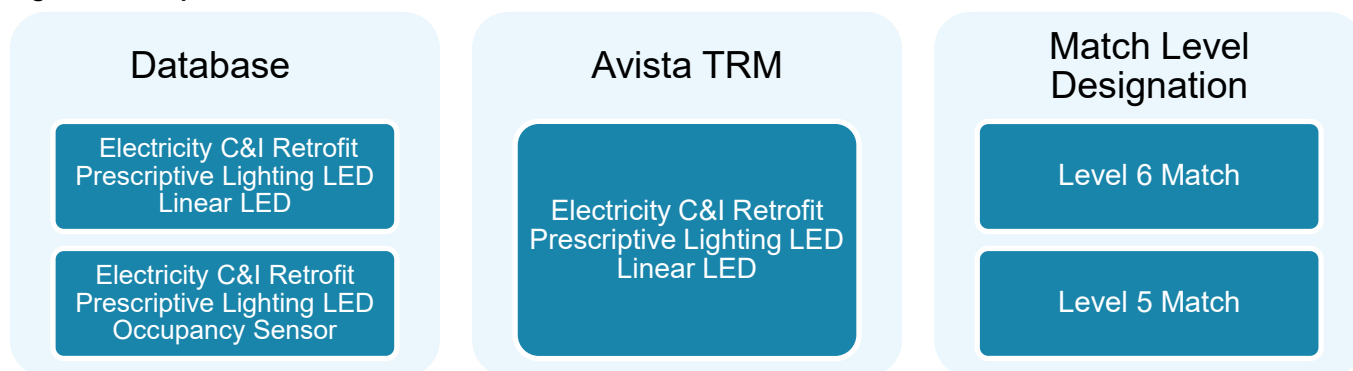 Database
Electricity C&I Retrofit
Prescriptive Lighting LED
Linear LED
Electricity C&I Retrofit
Prescriptive Lighting LED
Occupancy Sensor
Avista TRM
Electricity C&I Retrofit
Prescriptive Lighting LED
Linear LED
Match Level
Designation
Level 6 Match
Level 5 Match